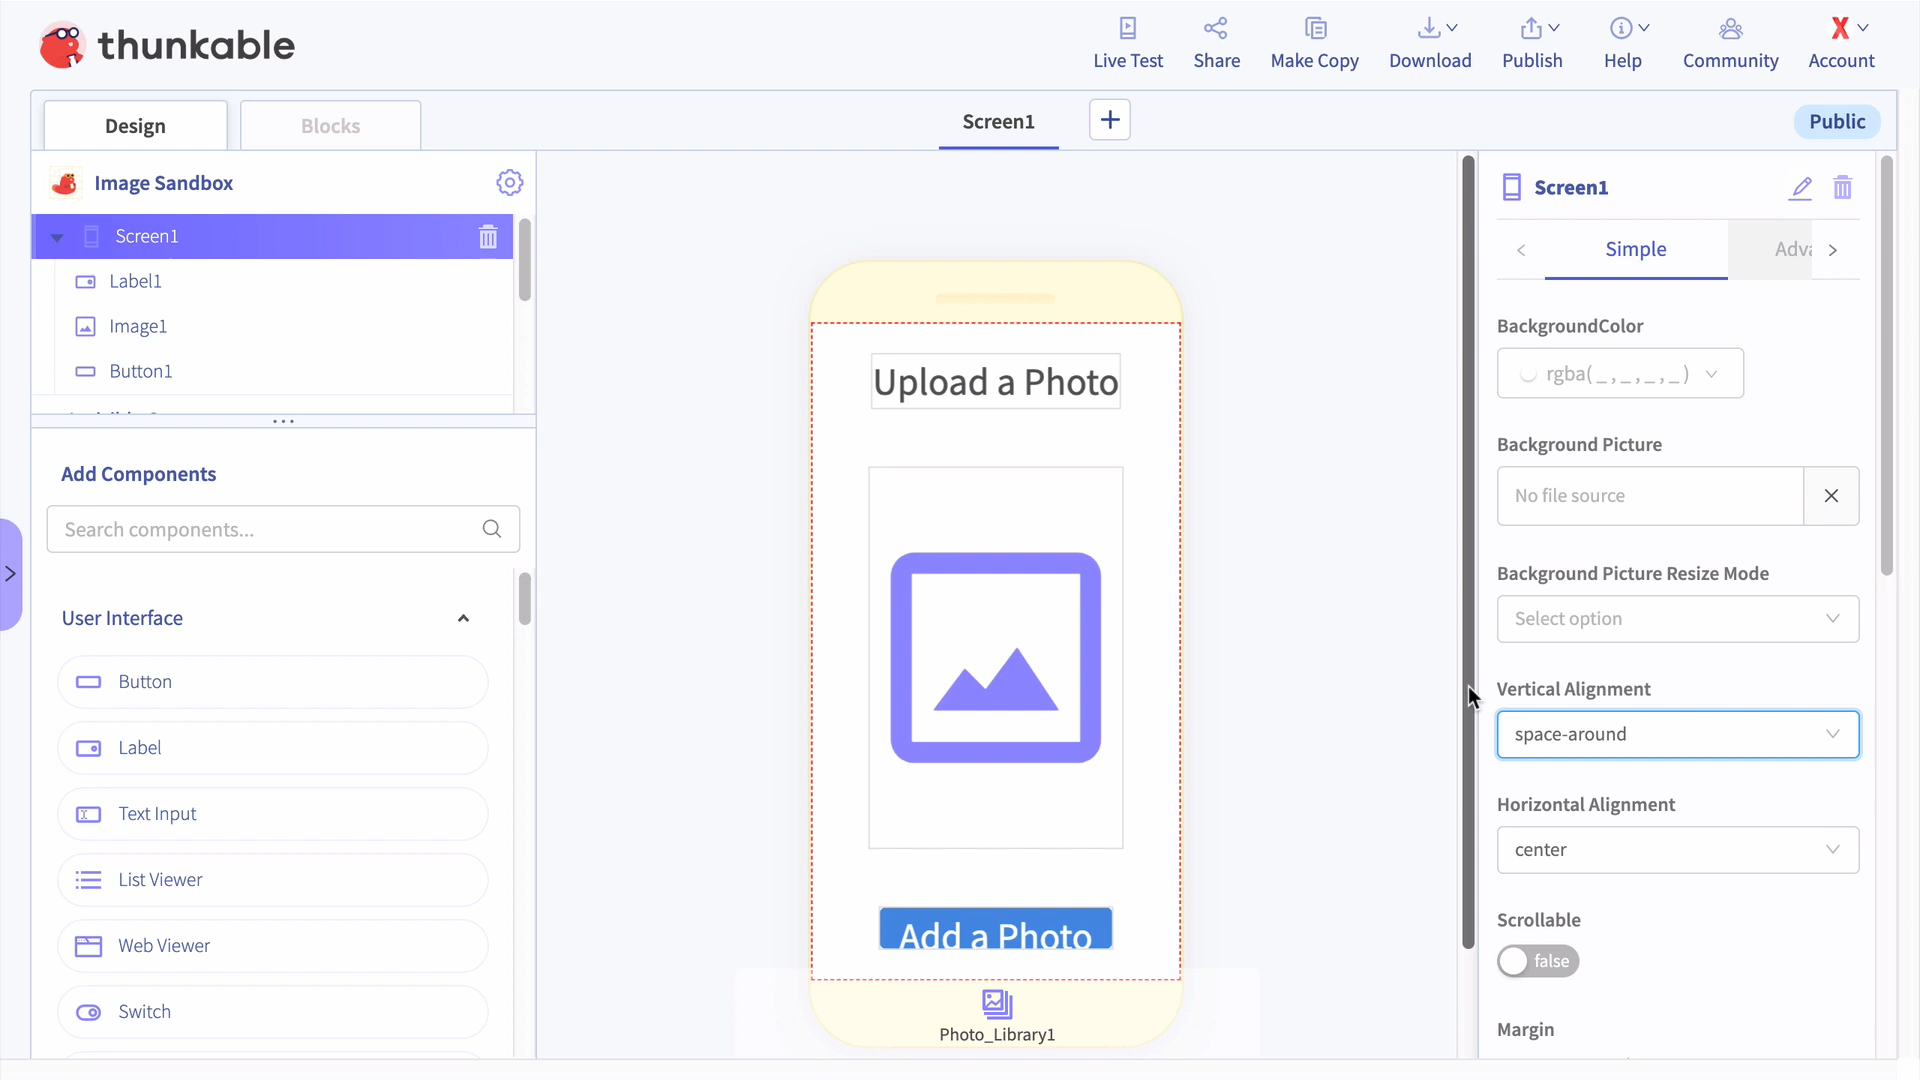 thunkable
Live Test
Share
Make Copy
Download
Publish
Help
X
Account
Community
Design
Blocks
Screen1
+
Public
Image Sandbox
Screen1
Label1
Image1
Button1
Add Components
Search components...
User Interface
Button
Label
Text Input
List Viewer
Web Viewer
Switch
Upload a Photo
Add a Photo
Photo_Library1
Screen1
Simple
Adva
BackgroundColor
rgba( _ , _ , _ , _ )
Background Picture
No file source
Background Picture Resize Mode
Select option
Vertical Alignment
space-around
Horizontal Alignment
center
Scrollable
false
Margin